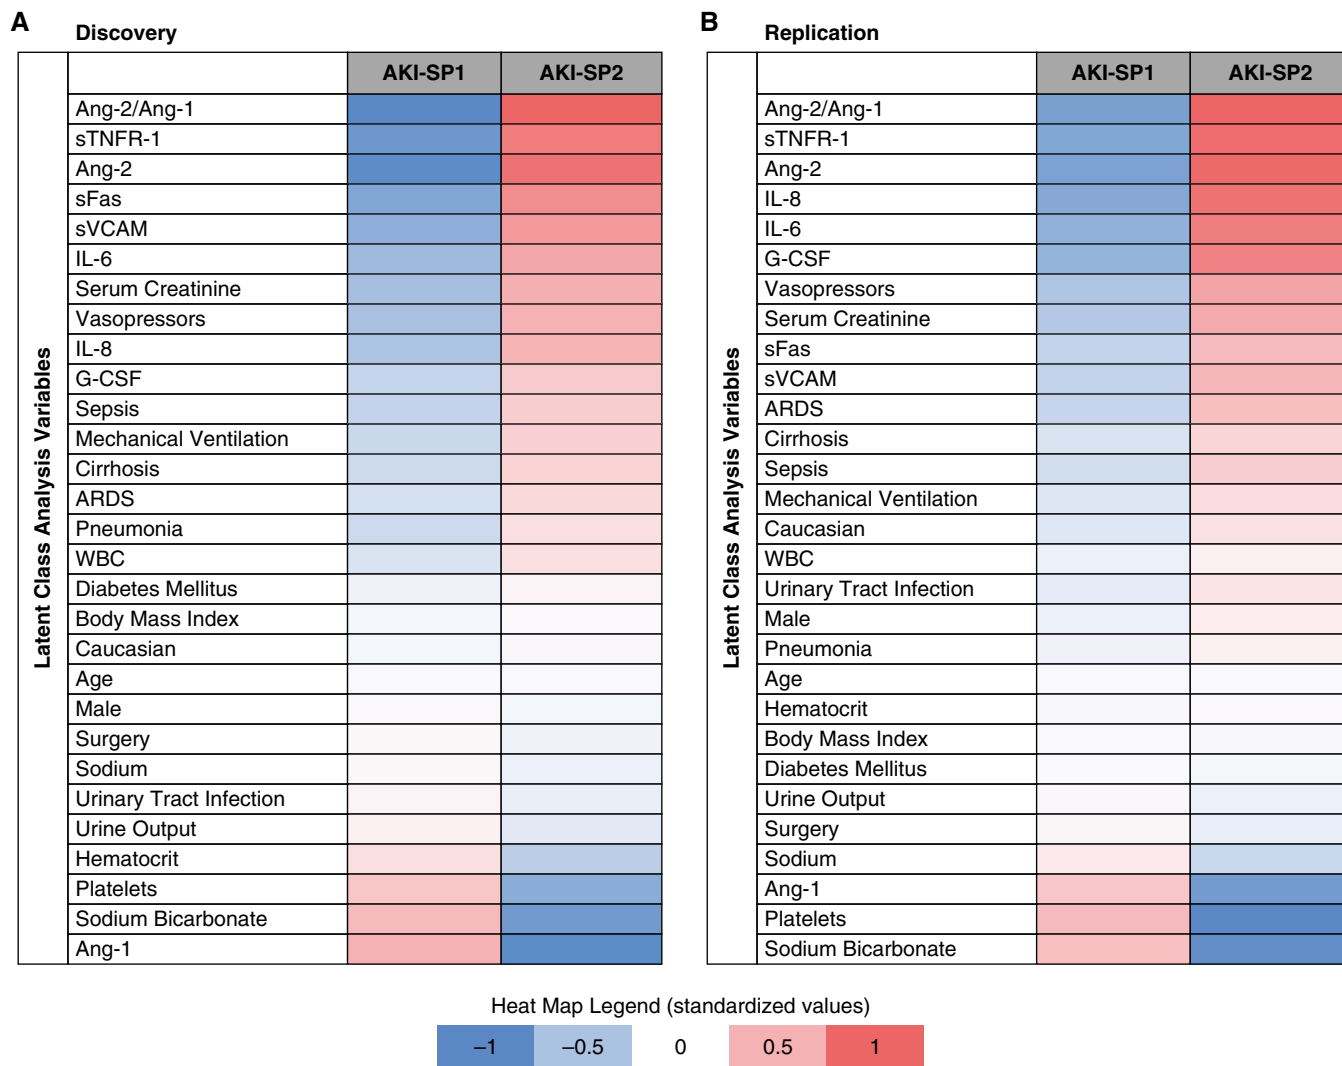 A
Discovery
AKI-SP1 AKI-SP2
Latent Class Analysis Variables
Ang-2/Ang-1
sTNFR-1
Ang-2
sFas
sVCAM
IL-6
Serum Creatinine
Vasopressors
IL-8
G-CSF
Sepsis
Mechanical Ventilation
Cirrhosis
ARDS
Pneumonia
WBC
Diabetes Mellitus
Body Mass Index
Caucasian
Age
Male
Surgery
Sodium
Urinary Tract Infection
Urine Output
Hematocrit
Platelets
Sodium Bicarbonate
Ang-1
B
Replication
AKI-SP1 AKI-SP2
Latent Class Analysis Variables
Ang-2/Ang-1
sTNFR-1
Ang-2
IL-8
IL-6
G-CSF
Vasopressors
Serum Creatinine
sFas
sVCAM
ARDS
Cirrhosis
Sepsis
Mechanical Ventilation
Caucasian
WBC
Urinary Tract Infection
Male
Pneumonia
Age
Hematocrit
Body Mass Index
Diabetes Mellitus
Urine Output
Surgery
Sodium
Ang-1
Platelets
Sodium Bicarbonate
Heat Map Legend (standardized values)
−1 −0.5 0 0.5 1